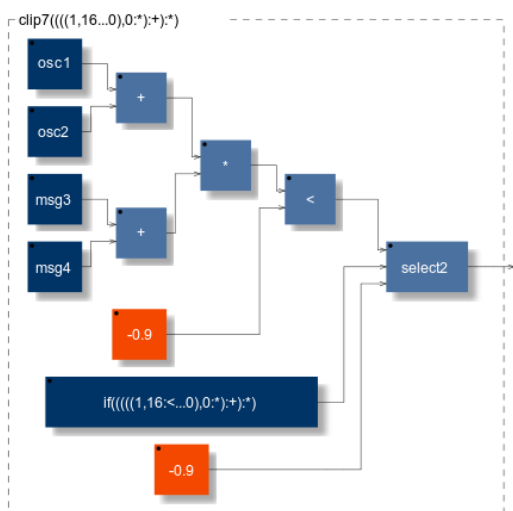 clip7((((1,16...0),0:*):+):*)
osc1
+
osc2
*
msg3
<
+
msg4
select2
-0.9
if(((((1,16:<...0),0:*):+):*)
-0.9